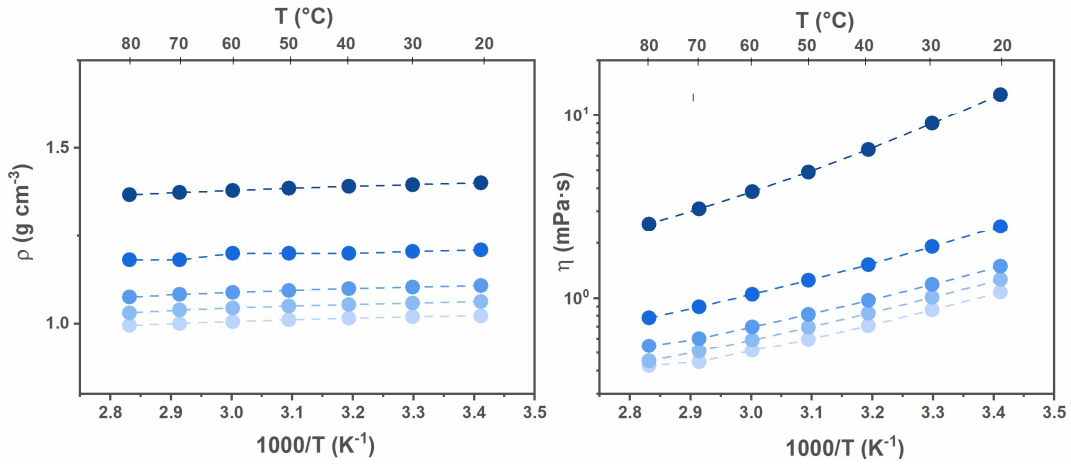 T (°C)
80 70 60 50 40 30 20
1.5
1.0
ρ (g cm⁻³)
2.8 2.9 3.0 3.1 3.2 3.3 3.4 3.5
1000/T (K⁻¹)
T (°C)
80 70 60 50 40 30 20
10¹
10⁰
η (mPa·s)
2.8 2.9 3.0 3.1 3.2 3.3 3.4 3.5
1000/T (K⁻¹)